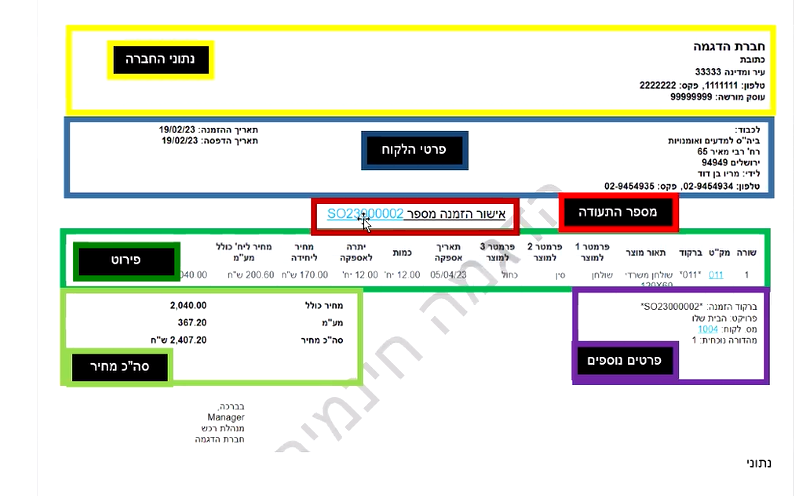 נתוני החברה
חברת הדגמה
כתובת
עיר ומדינה 33333
טלפון: 1111111, פקס: 2222222
עוסק מורשה: 99999999
לכבוד:
ביה"ס למדעים ואומנויות
רח' רבי מאיר 65
ירושלים 94949
לידי: מריו בן דוד
טלפון: 02-9454934, פקס: 02-9454935
פרטי הלקוח
תאריך ההזמנה: 19/02/23
תאריך הדפסה: 19/02/23
מספר התעודה
אישור הזמנה מספר SO23000002
שורה מק"ט ברקוד תאור מוצר פרמטר 1 למוצר פרמטר 2 למוצר פרמטר 3 למוצר תאריך אספקה כמות יתרה לאספקה מחיר ליחידה מחיר ליח' כולל מע"מ
פירוט
1 011 *011* שולחן משרדי שולחן סין כחול 05/04/23 12.00 יח' 12.00 יח' 170.00 ש"ח 200.60 ש"ח 040.00
120X60
ברקוד הזמנה: *SO23000002*
פרויקט: הבית שלו
מס. לקוח: 1004
מהדורה נוכחית: 1
פרטים נוספים
מחיר כולל 2,040.00
מע"מ 367.20
סה"כ מחיר 2,407.20 ש"ח
סה"כ מחיר
בברכה,
Manager
מנהלת רכש
חברת הדגמה
נתוני